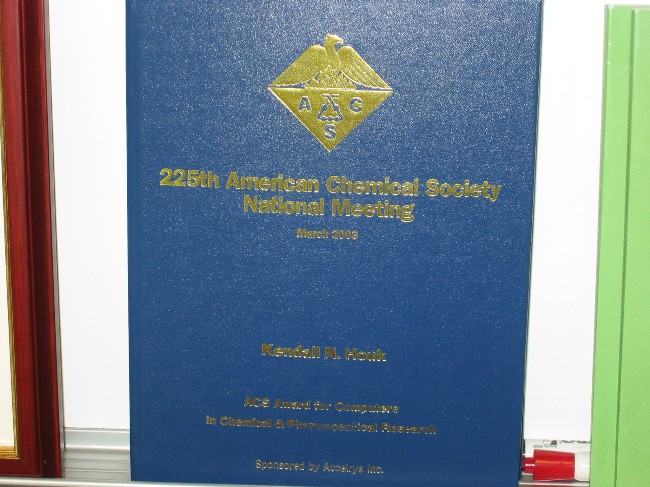 A C
S
225th American Chemical Society
National Meeting
March 2003
Kendall N. Houk
ACS Award for Computers
in Chemical & Pharmaceutical Research
Sponsored by Accelrys Inc.